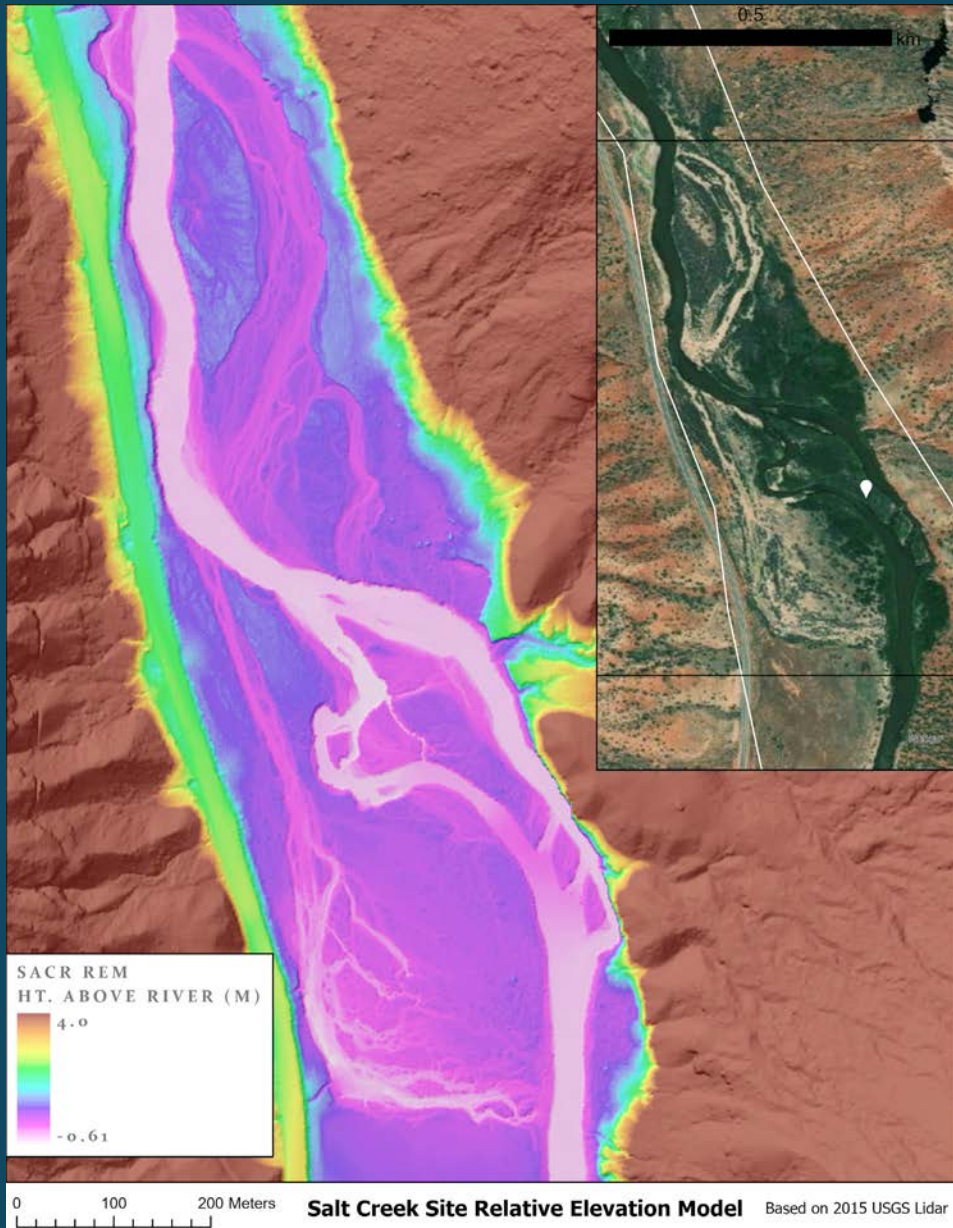 0.5
km
SACR REM
HT. ABOVE RIVER (M)
4.0
-0.61
0 100 200 Meters
Salt Creek Site Relative Elevation Model
Based on 2015 USGS Lidar